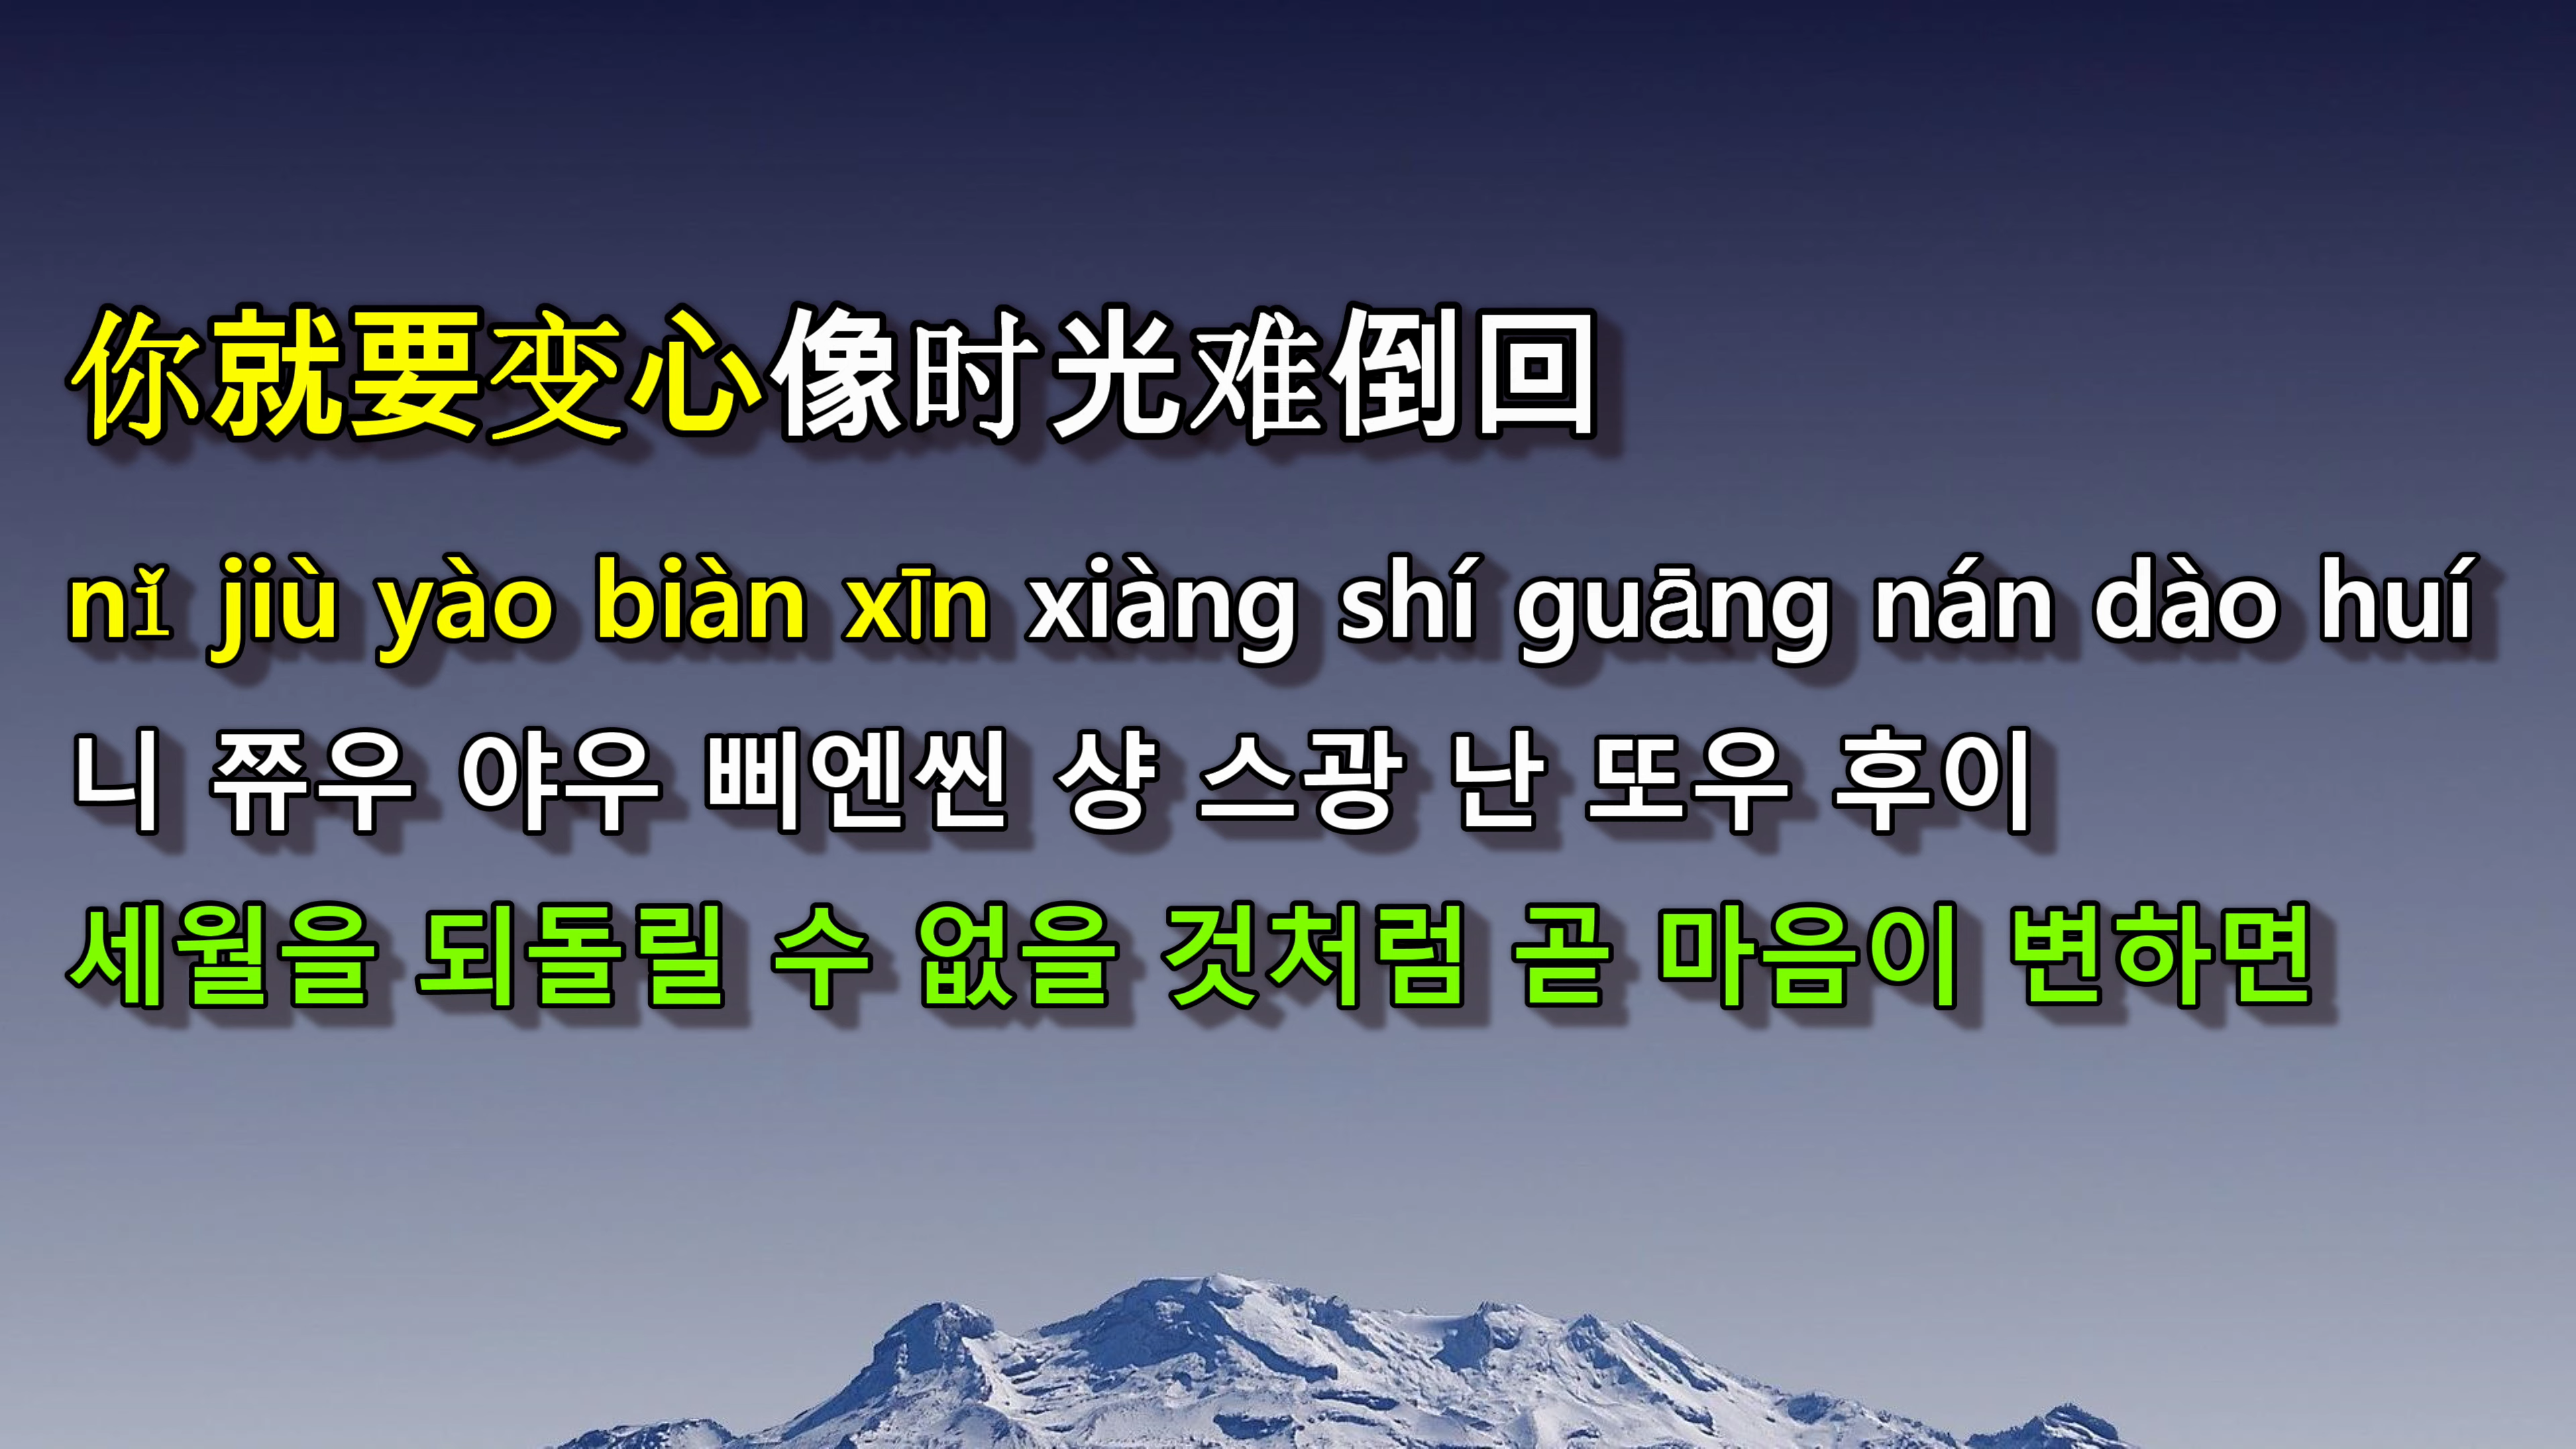 你就要变心像时光难倒回
nǐ jiù yào biàn xīn xiàng shí guāng nán dào huí
니 쮸우 야우 삐엔씬 샹 스광 난 또우 후이
세월을 되돌릴 수 없을 것처럼 곧 마음이 변하면